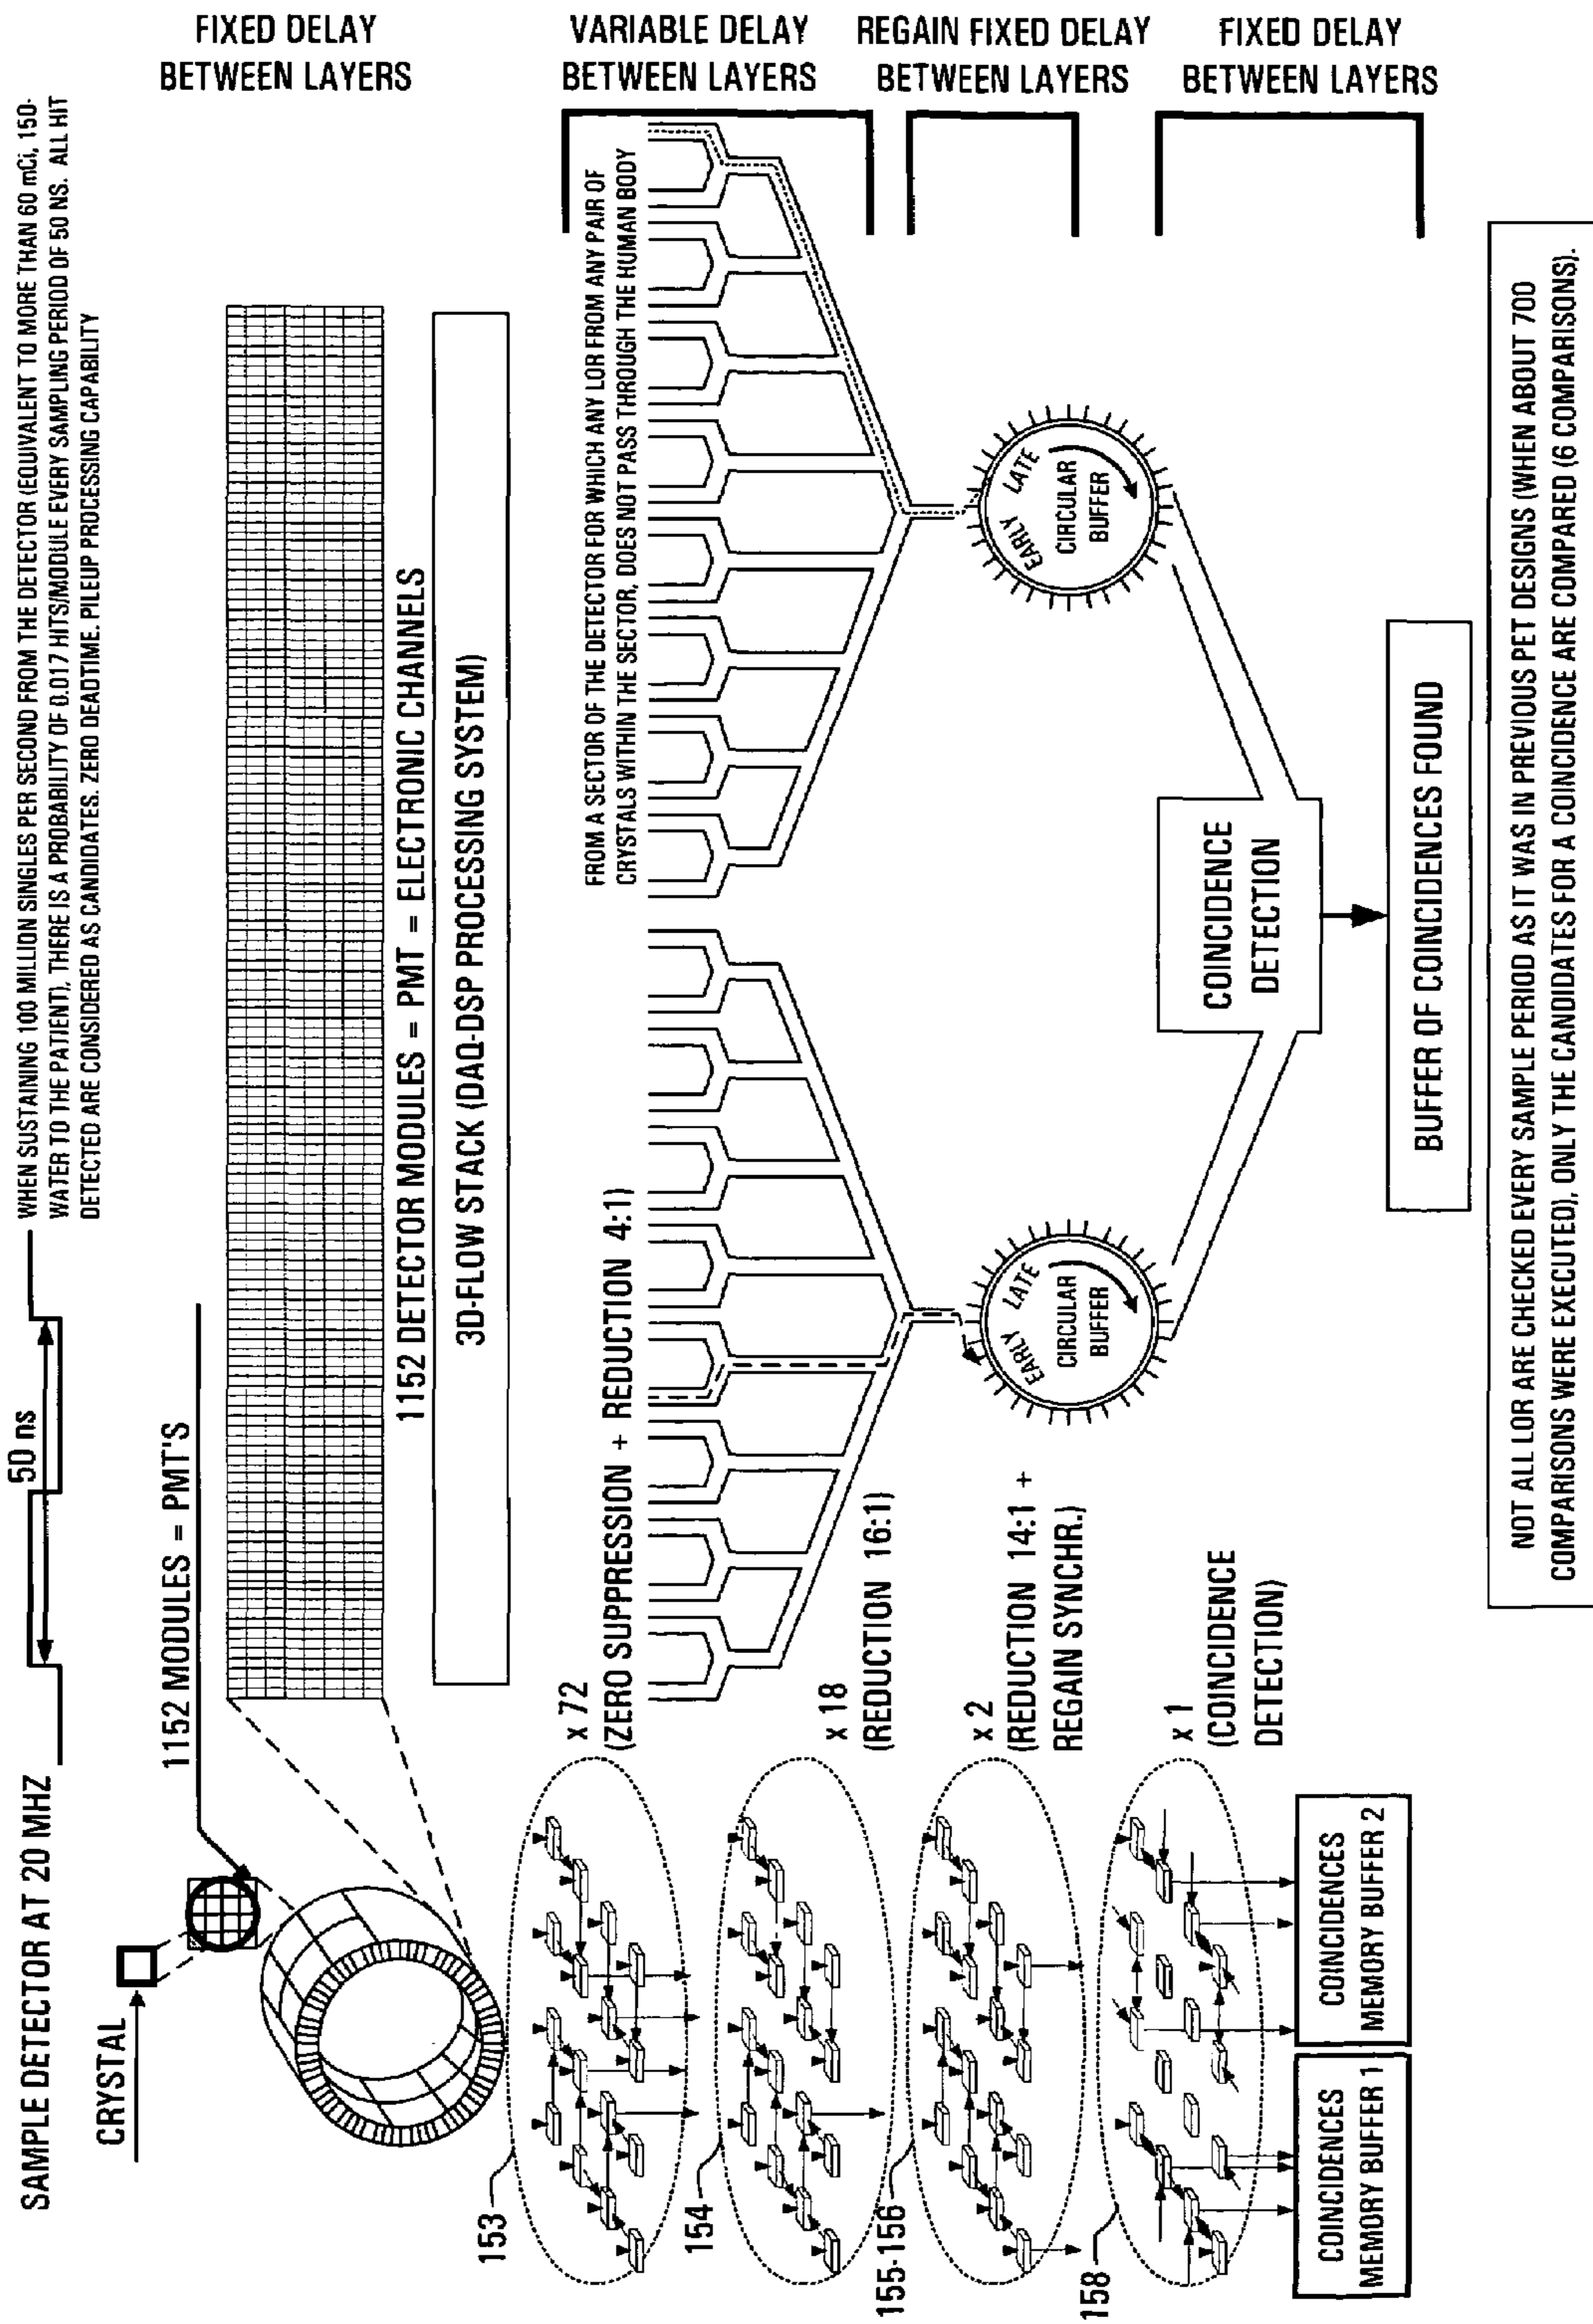 SAMPLE DETECTOR AT 20 MHZ
50 ns
WHEN SUSTAINING 100 MILLION SINGLES PER SECOND FROM THE DETECTOR (EQUIVALENT TO MORE THAN 60 mCi, 150-
WATER TO THE PATIENT), THERE IS A PROBABILITY OF 0.017 HITS/MODULE EVERY SAMPLING PERIOD OF 50 NS. ALL HIT
DETECTED ARE CONSIDERED AS CANDIDATES. ZERO DEADTIME. PILEUP PROCESSING CAPABILITY
CRYSTAL
1152 MODULES = PMT'S
FIXED DELAY
BETWEEN LAYERS
1152 DETECTOR MODULES = PMT = ELECTRONIC CHANNELS
3D-FLOW STACK (DAQ-DSP PROCESSING SYSTEM)
153
x 72
(ZERO SUPPRESSION + REDUCTION 4:1)
FROM A SECTOR OF THE DETECTOR FOR WHICH ANY LOR FROM ANY PAIR OF
CRYSTALS WITHIN THE SECTOR, DOES NOT PASS THROUGH THE HUMAN BODY
VARIABLE DELAY
BETWEEN LAYERS
154
x 18
(REDUCTION 16:1)
155-156
x 2
(REDUCTION 14:1 +
REGAIN SYNCHR.)
EARLY
LATE
CIRCULAR
BUFFER
EARLY
LATE
CIRCULAR
BUFFER
REGAIN FIXED DELAY
BETWEEN LAYERS
158
x 1
(COINCIDENCE
DETECTION)
COINCIDENCE
DETECTION
FIXED DELAY
BETWEEN LAYERS
COINCIDENCES
MEMORY BUFFER 1
COINCIDENCES
MEMORY BUFFER 2
BUFFER OF COINCIDENCES FOUND
NOT ALL LOR ARE CHECKED EVERY SAMPLE PERIOD AS IT WAS IN PREVIOUS PET DESIGNS (WHEN ABOUT 700
COMPARISONS WERE EXECUTED), ONLY THE CANDIDATES FOR A COINCIDENCE ARE COMPARED (6 COMPARISONS).